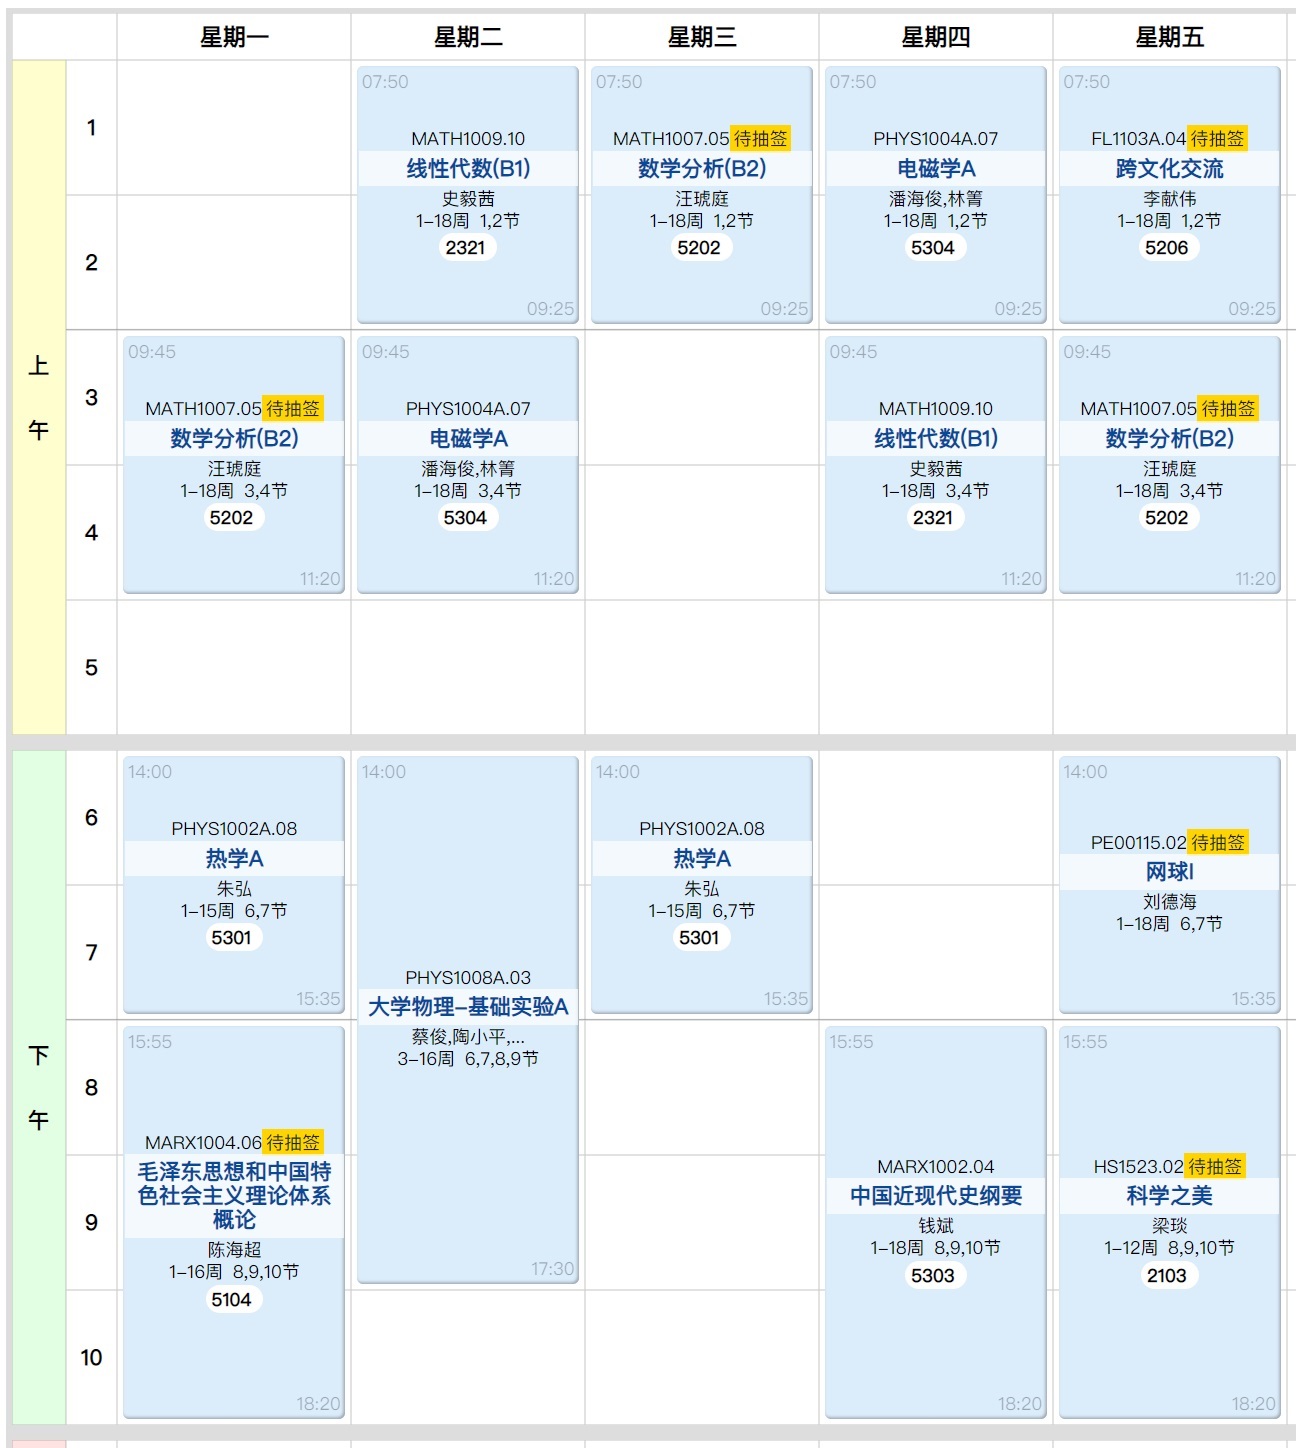 星期一
星期二
星期三
星期四
星期五
上
午
1
07:50
MATH1009.10
线性代数(B1)
史毅茜
1–18周 1,2节
2321
09:25
07:50
MATH1007.05 待抽签
数学分析(B2)
汪琥庭
1–18周 1,2节
5202
09:25
07:50
PHYS1004A.07
电磁学A
潘海俊,林箐
1–18周 1,2节
5304
09:25
07:50
FL1103A.04 待抽签
跨文化交流
李献伟
1–18周 1,2节
5206
09:25
2
3
09:45
MATH1007.05 待抽签
数学分析(B2)
汪琥庭
1–18周 3,4节
5202
11:20
09:45
PHYS1004A.07
电磁学A
潘海俊,林箐
1–18周 3,4节
5304
11:20
09:45
MATH1009.10
线性代数(B1)
史毅茜
1–18周 3,4节
2321
11:20
09:45
MATH1007.05 待抽签
数学分析(B2)
汪琥庭
1–18周 3,4节
5202
11:20
4
5
下
午
6
14:00
PHYS1002A.08
热学A
朱弘
1–15周 6,7节
5301
15:35
14:00
PHYS1008A.03
大学物理–基础实验A
蔡俊,陶小平,...
3–16周 6,7,8,9节
17:30
14:00
PHYS1002A.08
热学A
朱弘
1–15周 6,7节
5301
15:35
14:00
PE00115.02 待抽签
网球I
刘德海
1–18周 6,7节
15:35
7
8
15:55
MARX1004.06 待抽签
毛泽东思想和中国特
色社会主义理论体系
概论
陈海超
1–16周 8,9,10节
5104
18:20
15:55
MARX1002.04
中国近现代史纲要
钱斌
1–18周 8,9,10节
5303
18:20
15:55
HS1523.02 待抽签
科学之美
梁琰
1–12周 8,9,10节
2103
18:20
9
10